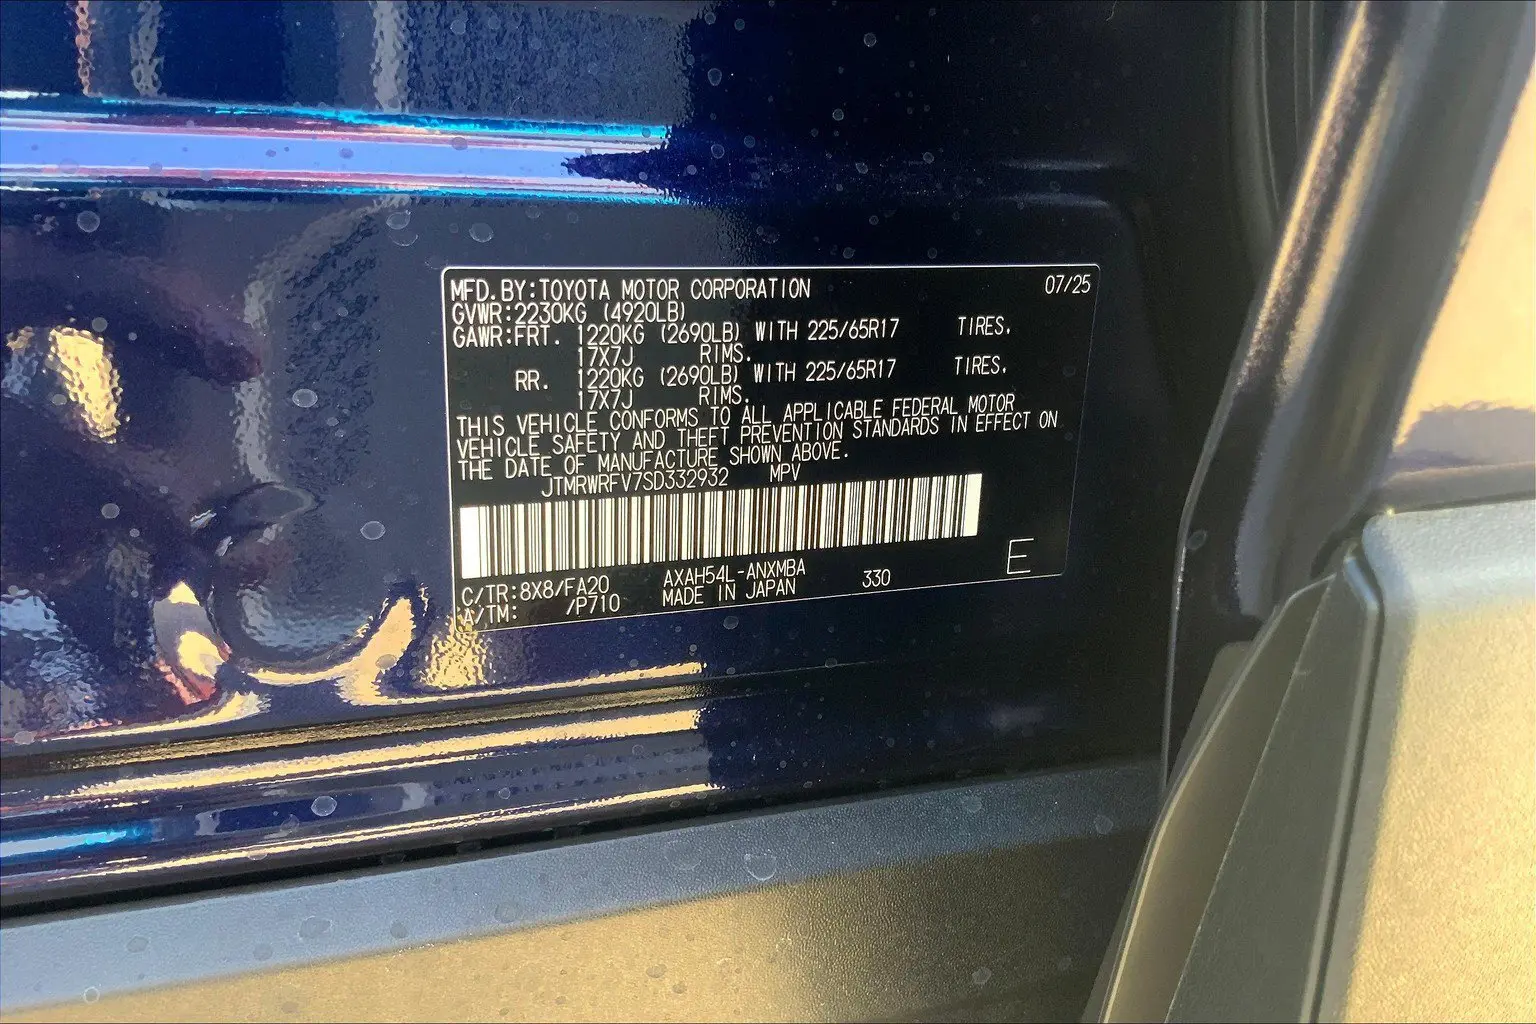 MFD. BY: TOYOTA MOTOR CORPORATION 07/25
GVWR: 2230KG (4920LB)
GAWR: FRT. 1220KG (2690LB) WITH 225/65R17 TIRES,
17X7J RIMS.
RR. 1220KG (2690LB) WITH 225/65R17 TIRES,
17X7J RIMS.
THIS VEHICLE CONFORMS TO ALL APPLICABLE FEDERAL MOTOR
VEHICLE SAFETY AND THEFT PREVENTION STANDARDS IN EFFECT ON
THE DATE OF MANUFACTURE SHOWN ABOVE.
JTMRWRFV7SD332932 MPV
C/TR: 8X8/FA20 AXAH54L-ANXMBA 330 E
A/TM: /P710 MADE IN JAPAN